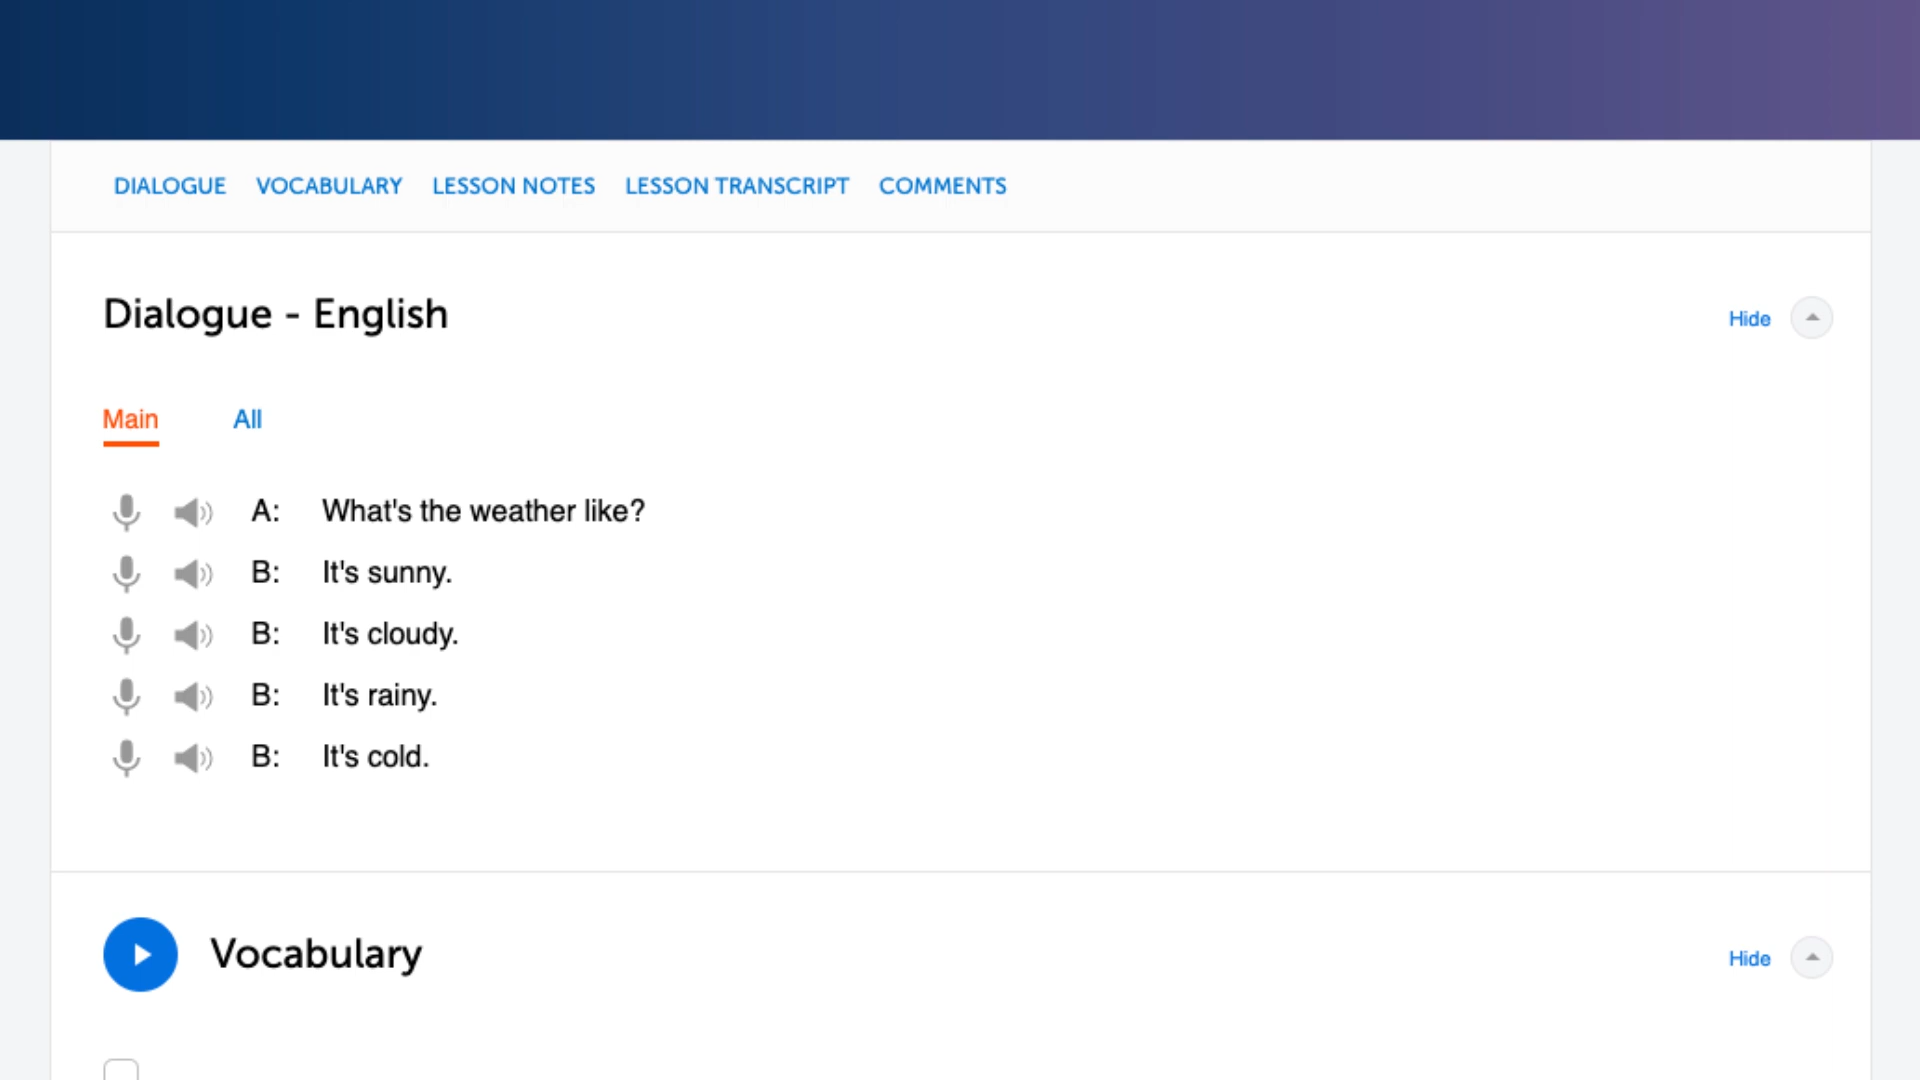 DIALOGUE VOCABULARY LESSON NOTES LESSON TRANSCRIPT COMMENTS
Dialogue - English
Hide
Main All
A: What's the weather like?
B: It's sunny.
B: It's cloudy.
B: It's rainy.
B: It's cold.
Vocabulary
Hide